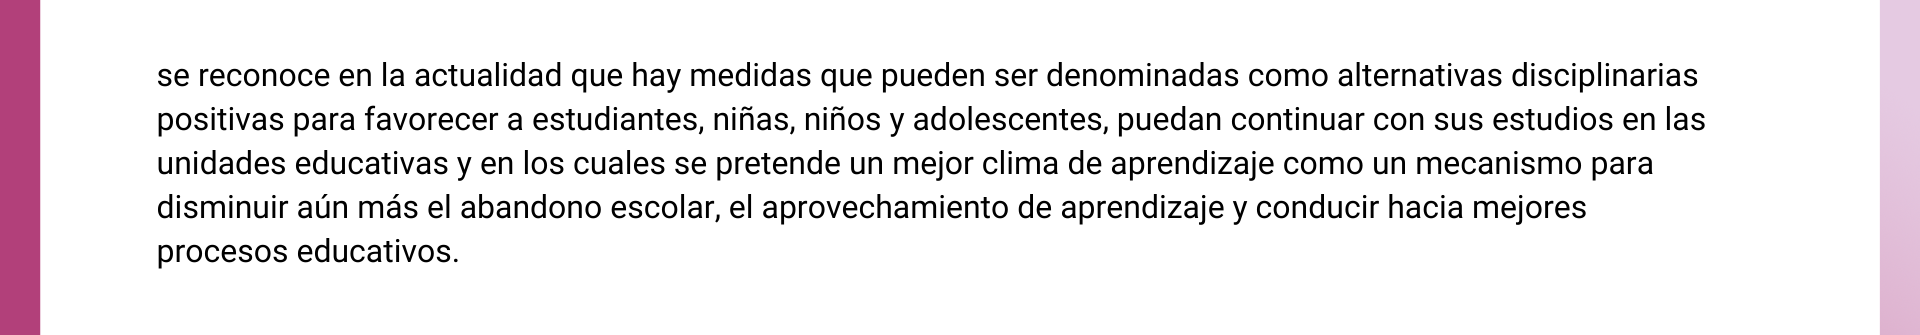 se reconoce en la actualidad que hay medidas que pueden ser denominadas como alternativas disciplinarias
positivas para favorecer a estudiantes, niñas, niños y adolescentes, puedan continuar con sus estudios en las
unidades educativas y en los cuales se pretende un mejor clima de aprendizaje como un mecanismo para
disminuir aún más el abandono escolar, el aprovechamiento de aprendizaje y conducir hacia mejores
procesos educativos.